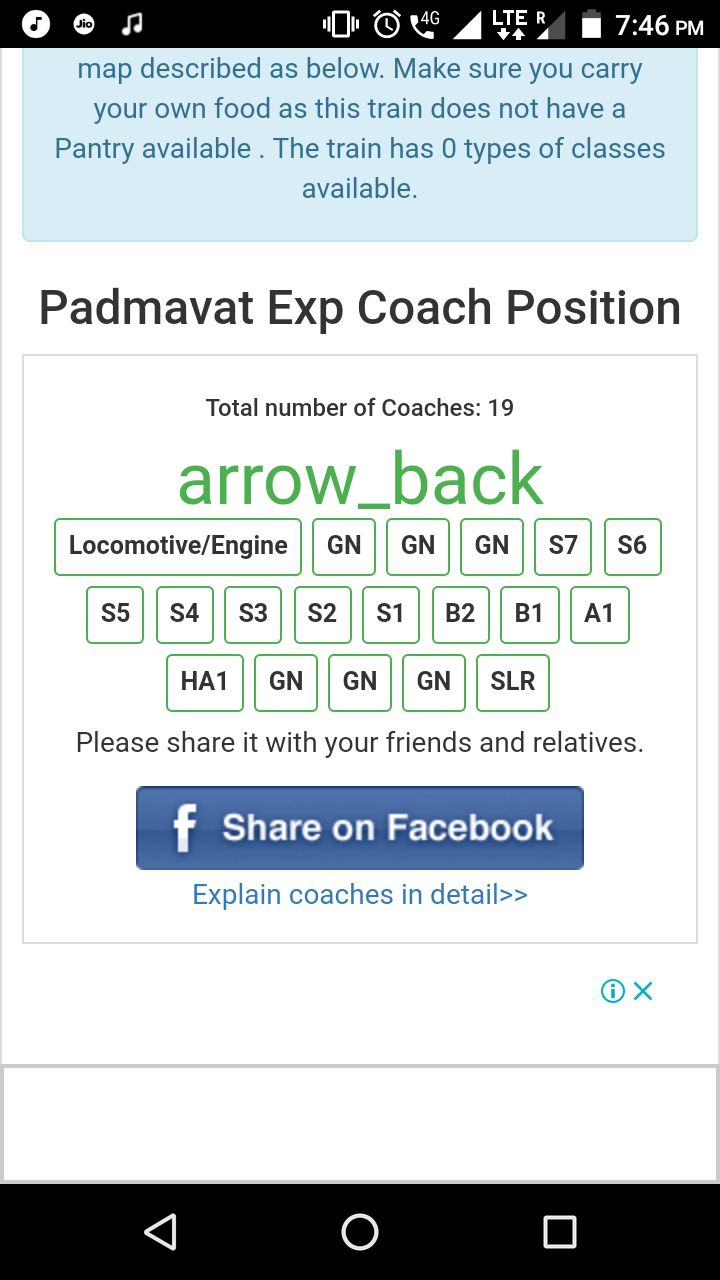 Jio 4G LTE R 7:46 PM
map described as below. Make sure you carry
your own food as this train does not have a
Pantry available . The train has 0 types of classes
available.
Padmavat Exp Coach Position
Total number of Coaches: 19
arrow_back
Locomotive/Engine GN GN GN S7 S6
S5 S4 S3 S2 S1 B2 B1 A1
HA1 GN GN GN SLR
Please share it with your friends and relatives.
f Share on Facebook
Explain coaches in detail>>